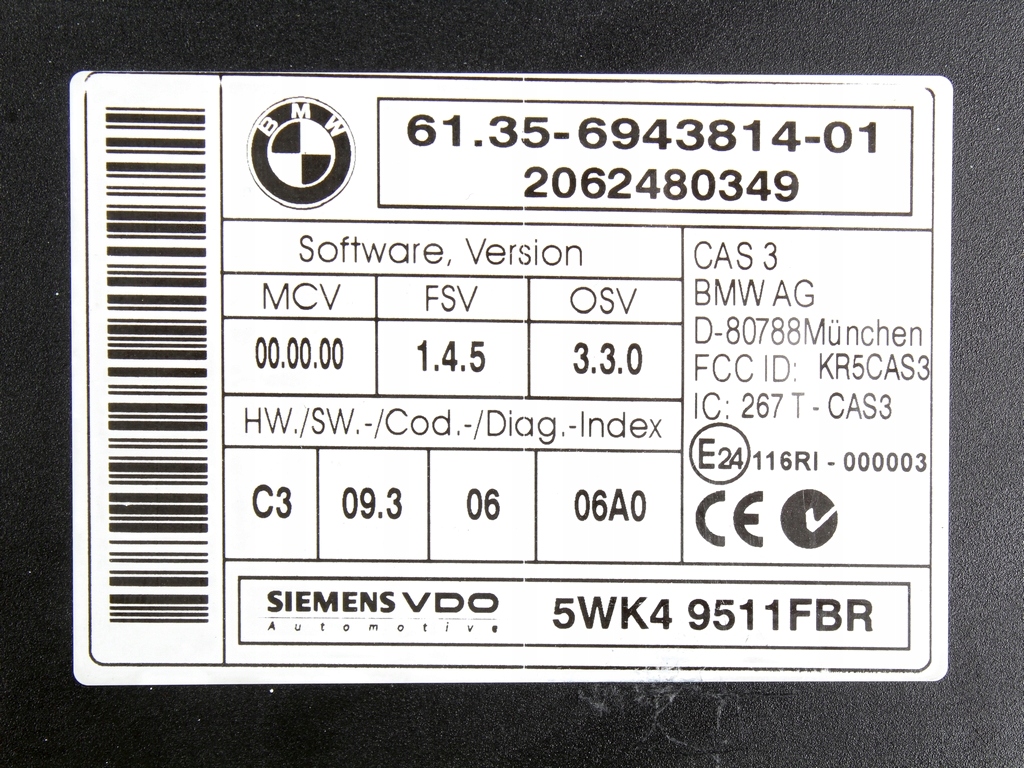 BMW
61.35-6943814-01
2062480349
Software, Version
MCV FSV OSV
00.00.00 1.4.5 3.3.0
HW./SW.-/Cod.-/Diag.-Index
C3 09.3 06 06A0
CAS 3
BMW AG
D-80788München
FCC ID: KR5CAS3
IC: 267 T - CAS3
E24 116RI - 000003
CE
SIEMENS VDO
Automotive
5WK4 9511FBR